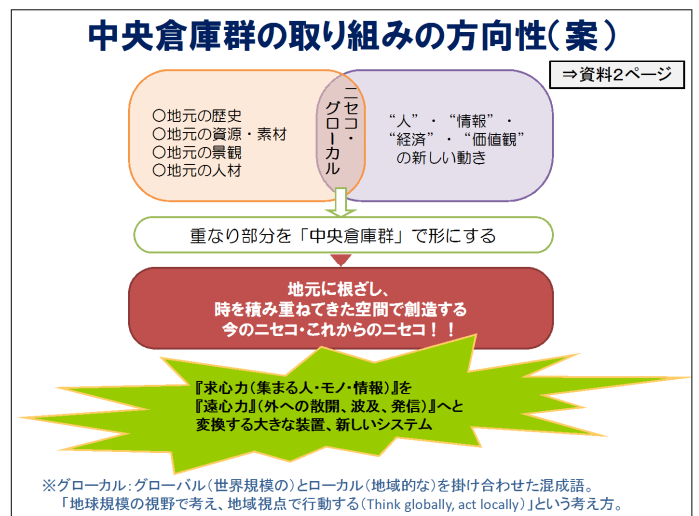 中央倉庫群の取り組みの方向性（案）
⇒資料２ページ
〇地元の歴史
〇地元の資源・素材
〇地元の景観
〇地元の人材
ニセコ・
グローカル
“人”・“情報”・
“経済”・“価値観”
の新しい動き
重なり部分を「中央倉庫群」で形にする
地元に根ざし、
時を積み重ねてきた空間で創造する
今のニセコ・これからのニセコ！！
『求心力（集まる人・モノ・情報）』を
『遠心力』（外への散開、波及、発信）』へと
変換する大きな装置、新しいシステム
※グローカル：グローバル（世界規模の）とローカル（地域的な）を掛け合わせた混成語。
「地球規模の視野で考え、地域視点で行動する（Think globally, act locally）」という考え方。